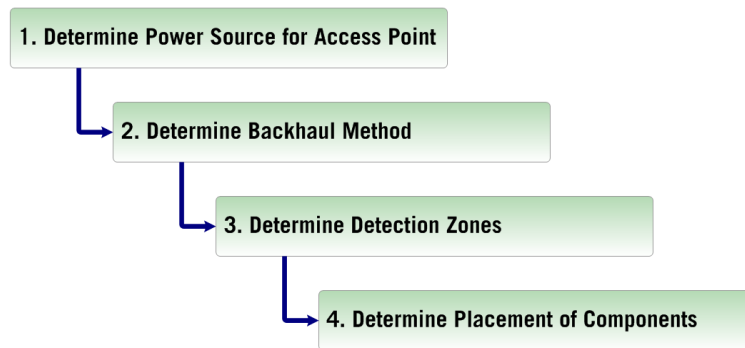 1. Determine Power Source for Access Point
2. Determine Backhaul Method
3. Determine Detection Zones
4. Determine Placement of Components